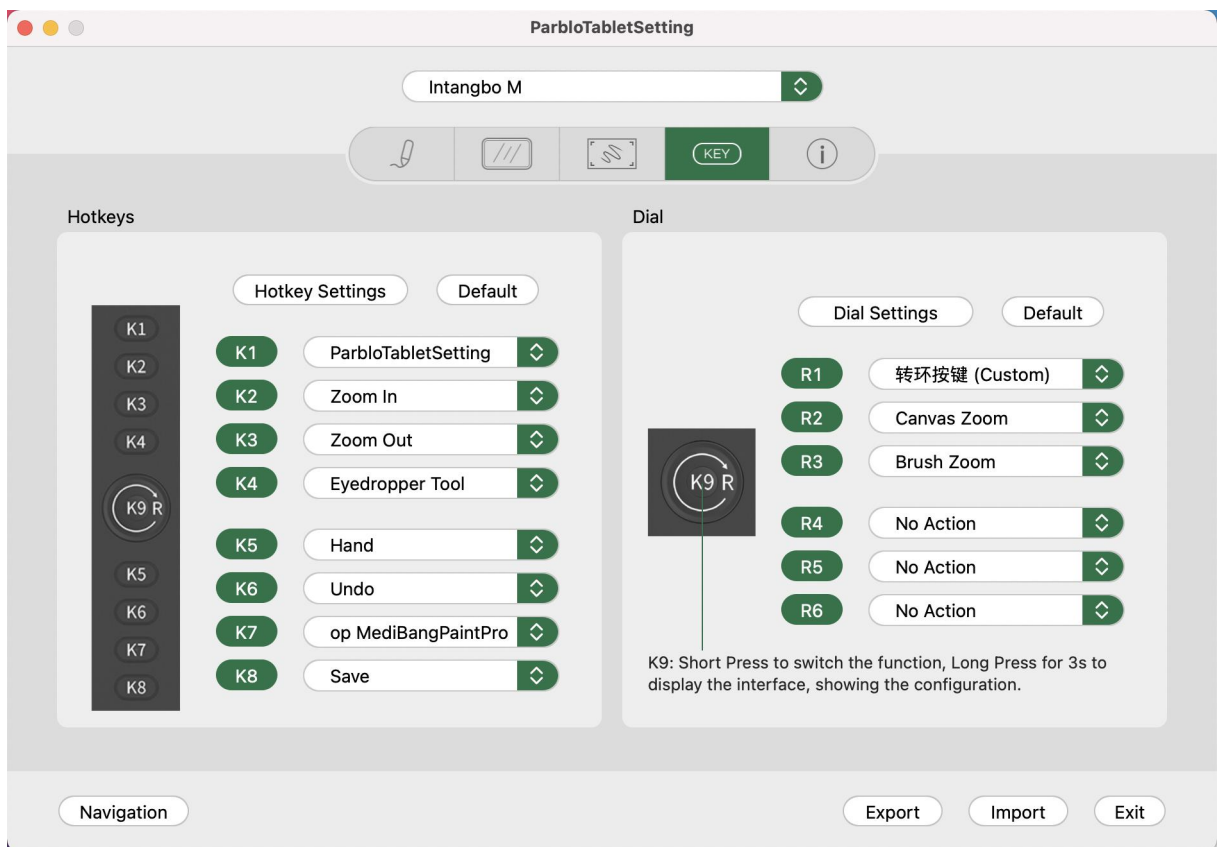 ParbloTabletSetting
Intangbo M
KEY
Hotkeys
Hotkey Settings
Default
K1
K2
K3
K4
K9 R
K5
K6
K7
K8
K1 ParbloTabletSetting
K2 Zoom In
K3 Zoom Out
K4 Eyedropper Tool
K5 Hand
K6 Undo
K7 op MediBangPaintPro
K8 Save
Dial
Dial Settings
Default
K9 R
R1 转环按键 (Custom)
R2 Canvas Zoom
R3 Brush Zoom
R4 No Action
R5 No Action
R6 No Action
K9: Short Press to switch the function, Long Press for 3s to
display the interface, showing the configuration.
Navigation
Export
Import
Exit